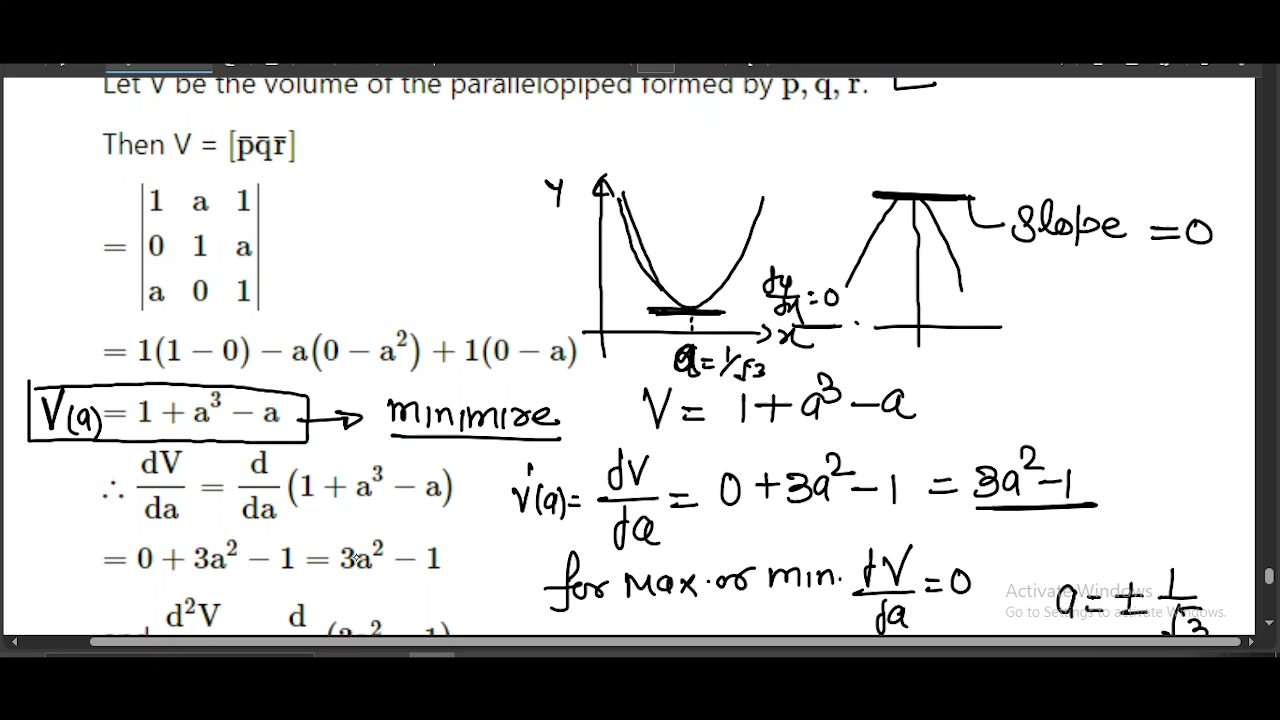 Let V be the volume of the parallelopiped formed by p, q, r.
Then V = [p̄q̄r̄]
|1 a 1|
= |0 1 a|
|a 0 1|
= 1(1 − 0) − a(0 − a²) + 1(0 − a)
V(a) = 1 + a³ − a → minimize
∴ dV/da = d/da (1 + a³ − a)
= 0 + 3a² − 1 = 3a² − 1
d²V d
(3a² − 1)
Y
dy/dx = 0
x
a = 1/√3
slope = 0
V = 1 + a³ − a
V'(a) = dV/da = 0 + 3a² − 1 = 3a² − 1
for Max. or min. dV/da = 0
a = ± 1/√3
Activate Windows
Go to Settings to activate Windows.